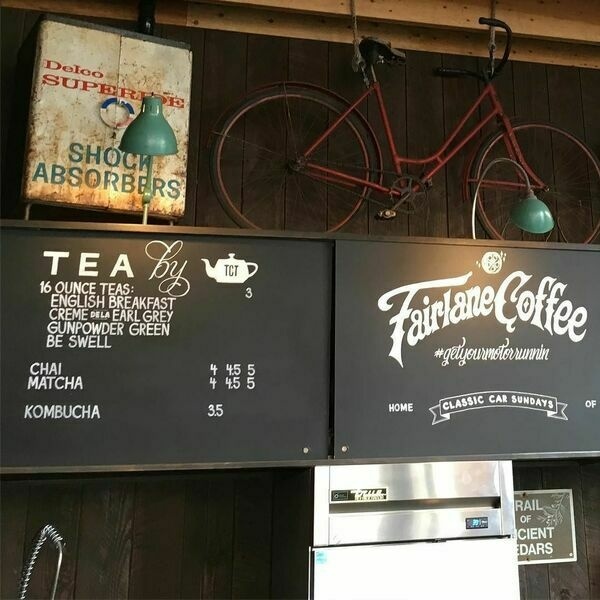 Delco
SUPERIDE
SHOCK
ABSORBERS
TEA by TCT
16 OUNCE TEAS: 3
ENGLISH BREAKFAST
CREME DE LA EARL GREY
GUNPOWDER GREEN
BE SWELL
CHAI 4 4.5 5
MATCHA 4 4.5 5
KOMBUCHA 3.5
Fairlane Coffee
#getyourmotorrunnin
HOME CLASSIC CAR SUNDAYS OF
true
RAIL
OF
CIENT
EDARS